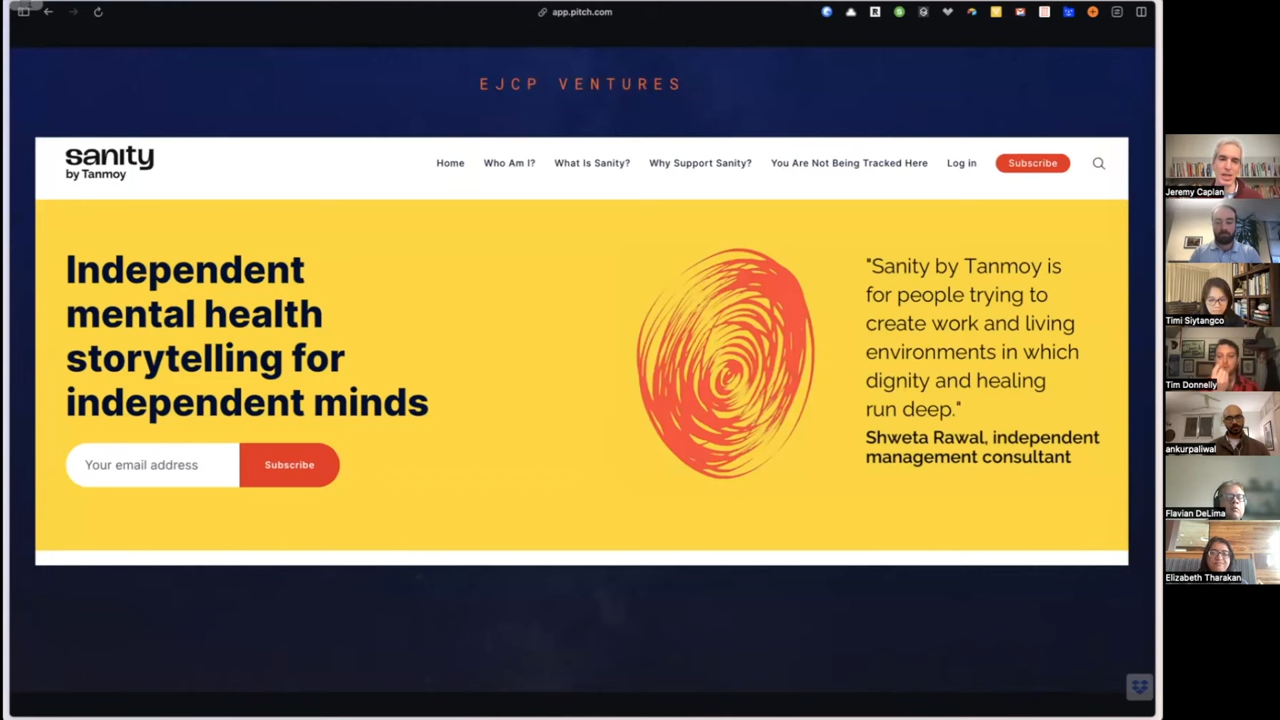 app.pitch.com
EJCP VENTURES
sanity
by Tanmoy
Home Who Am I? What Is Sanity? Why Support Sanity? You Are Not Being Tracked Here Log in Subscribe
Independent
mental health
storytelling for
independent minds
Your email address Subscribe
"Sanity by Tanmoy is
for people trying to
create work and living
environments in which
dignity and healing
run deep."
Shweta Rawal, independent
management consultant
Jeremy Caplan
Timi Siytangco
Tim Donnelly
ankurpaliwal
Flavian DeLima
Elizabeth Tharakan